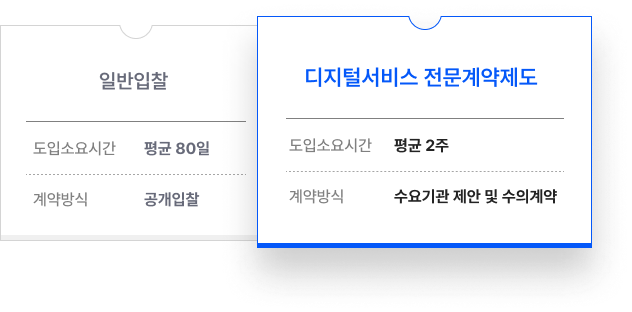 일반입찰
도입소요시간 평균 80일
계약방식 공개입찰
디지털서비스 전문계약제도
도입소요시간 평균 2주
계약방식 수요기관 제안 및 수의계약